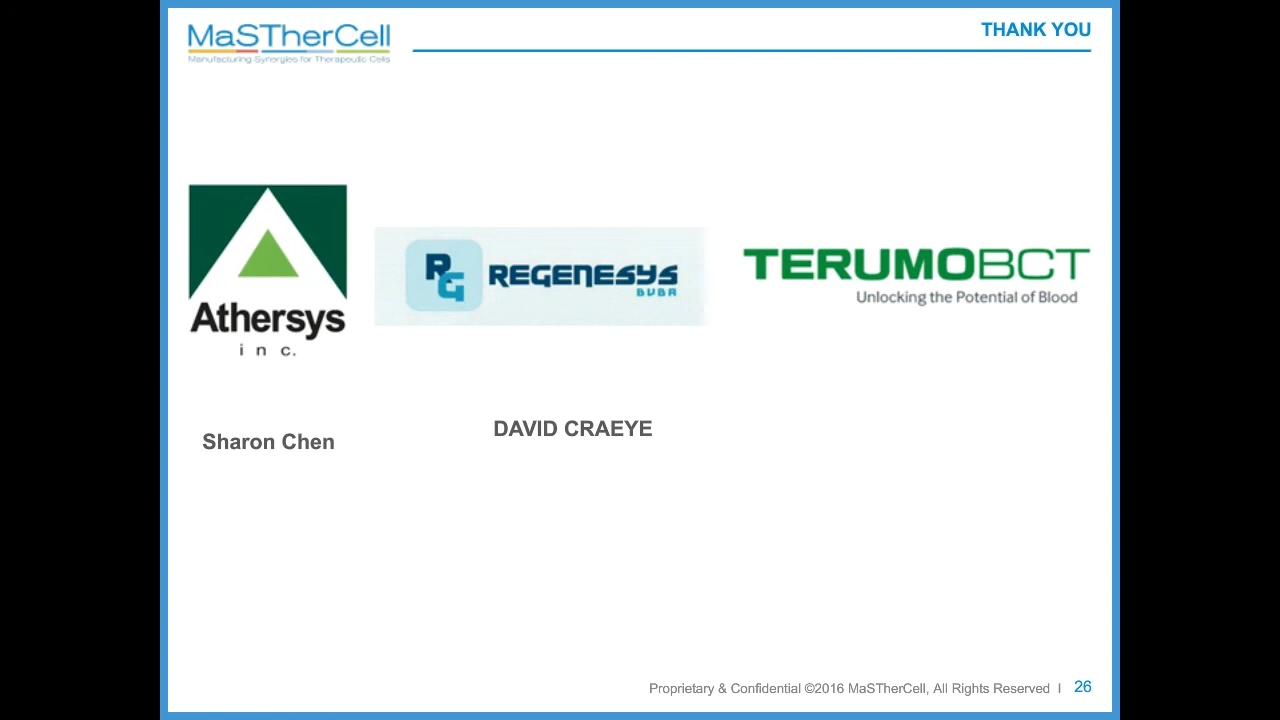 MaSTherCell
Manufacturing Synergies for Therapeutic Cells
THANK YOU
Athersys
inc.
RG REGENESYS
BVBA
TERUMOBCT
Unlocking the Potential of Blood
Sharon Chen
DAVID CRAEYE
Proprietary & Confidential ©2016 MaSTherCell, All Rights Reserved I 26